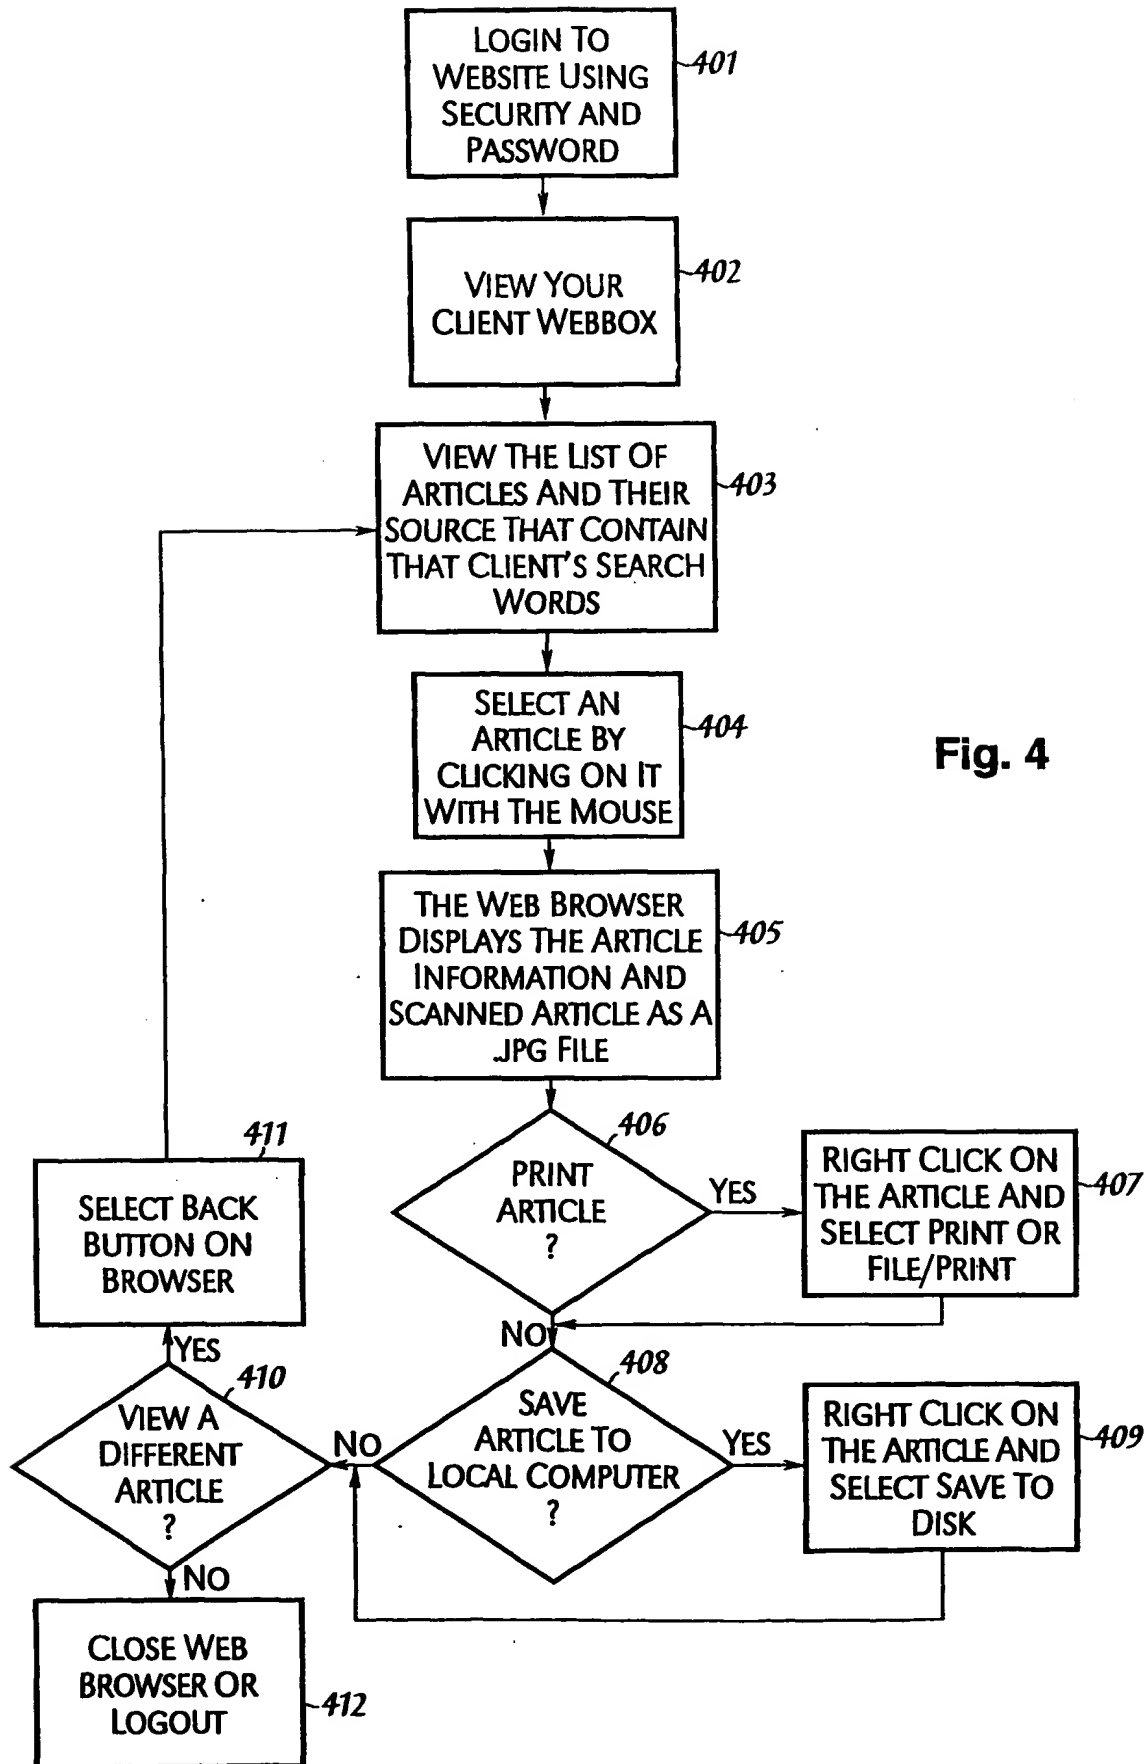 LOGIN TO
WEBSITE USING
SECURITY AND
PASSWORD
401
VIEW YOUR
CLIENT WEBBOX
402
VIEW THE LIST OF
ARTICLES AND THEIR
SOURCE THAT CONTAIN
THAT CLIENT'S SEARCH
WORDS
403
SELECT AN
ARTICLE BY
CLICKING ON IT
WITH THE MOUSE
404
Fig. 4
THE WEB BROWSER
DISPLAYS THE ARTICLE
INFORMATION AND
SCANNED ARTICLE AS A
.JPG FILE
405
PRINT
ARTICLE
?
406
YES
RIGHT CLICK ON
THE ARTICLE AND
SELECT PRINT OR
FILE/PRINT
407
NO
SAVE
ARTICLE TO
LOCAL COMPUTER
?
408
YES
RIGHT CLICK ON
THE ARTICLE AND
SELECT SAVE TO
DISK
409
NO
VIEW A
DIFFERENT
ARTICLE
?
410
YES
SELECT BACK
BUTTON ON
BROWSER
411
NO
CLOSE WEB
BROWSER OR
LOGOUT
412